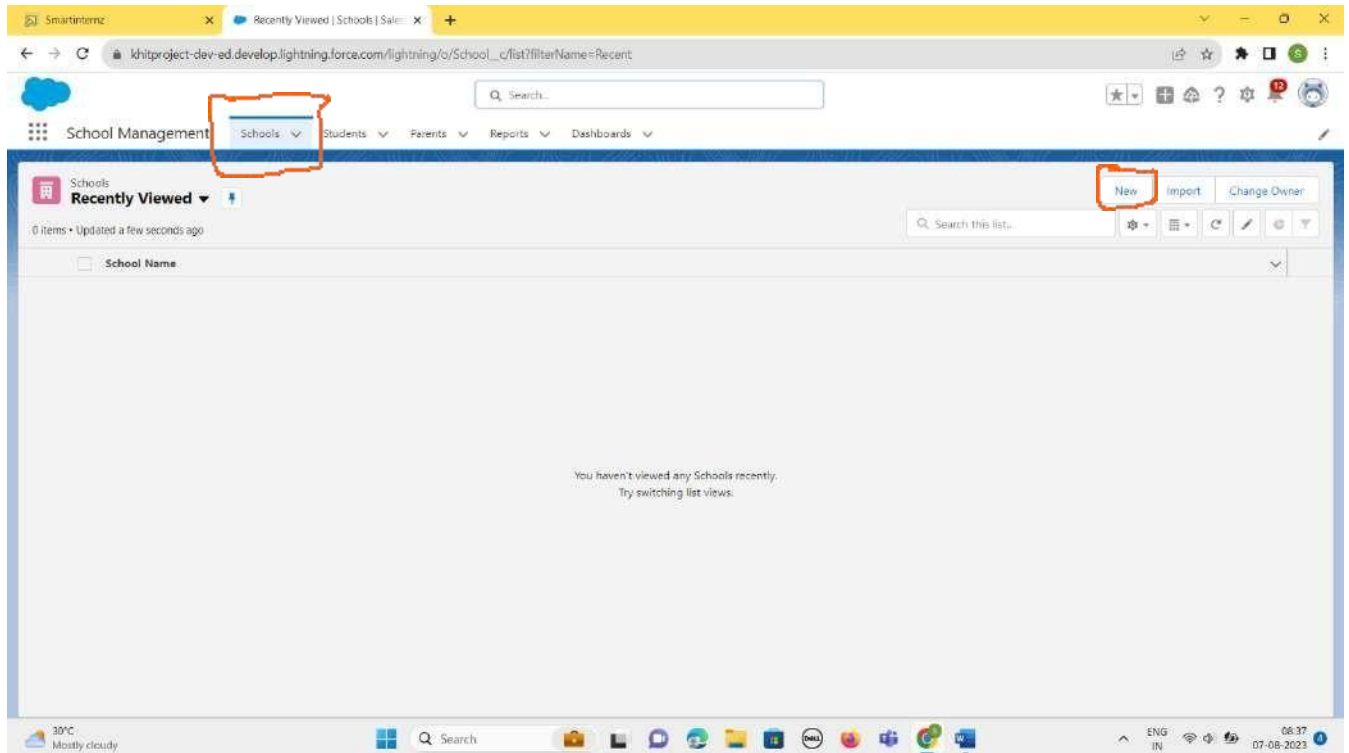 Smartinternz
Recently Viewed | Schools | Sale
khitproject-dev-ed.develop.lightning.force.com/lightning/o/School__c/list?filterName=Recent
S
Search...
12
School Management
Schools
Students
Parents
Reports
Dashboards
Schools
Recently Viewed
New
Import
Change Owner
0 items • Updated a few seconds ago
Search this list...
School Name
You haven't viewed any Schools recently.
Try switching list views.
30°C
Mostly cloudy
Search
DELL
ENG
IN
08:37
07-08-2023
4